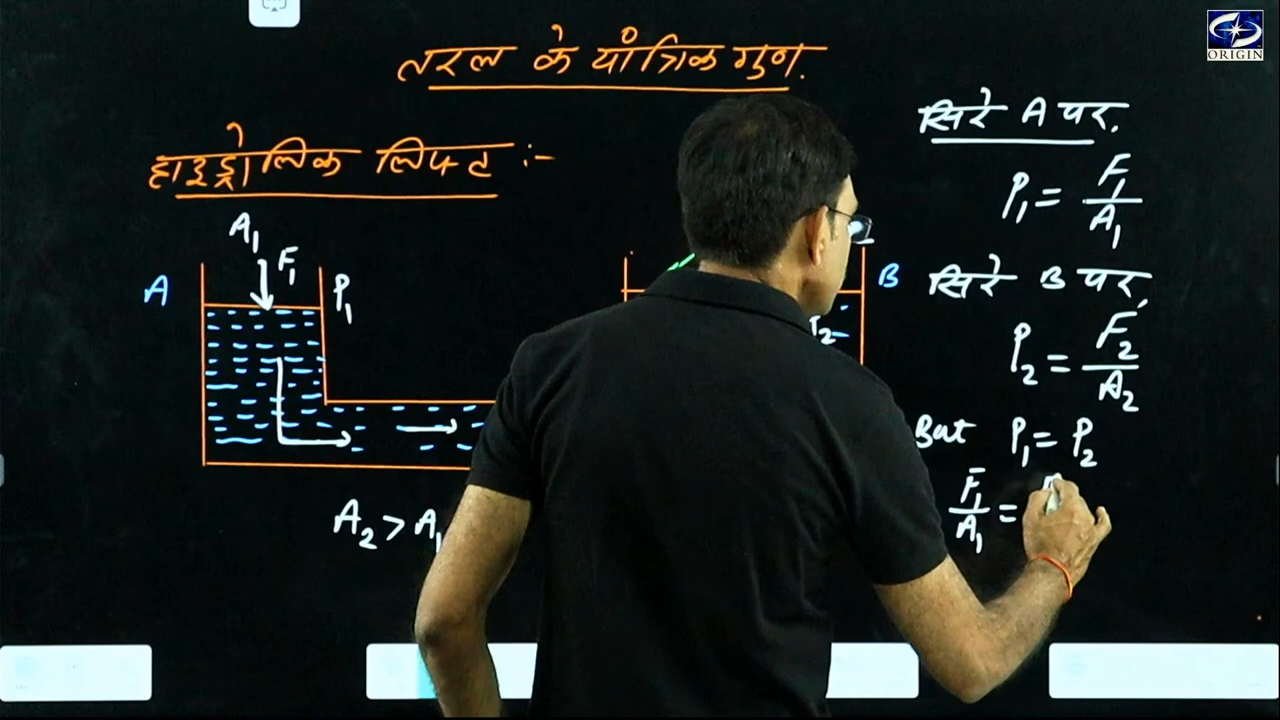 ORIGIN
तरल के यांत्रिक गुण.
हाइड्रोलिक लिफ्ट :-
A
A₁
F₁
P₁
B
A₂ > A₁
सिरे A पर.
P₁ = F₁/A₁
सिरे B पर,
P₂ = F₂/A₂
But P₁ = P₂
F₁/A₁ =